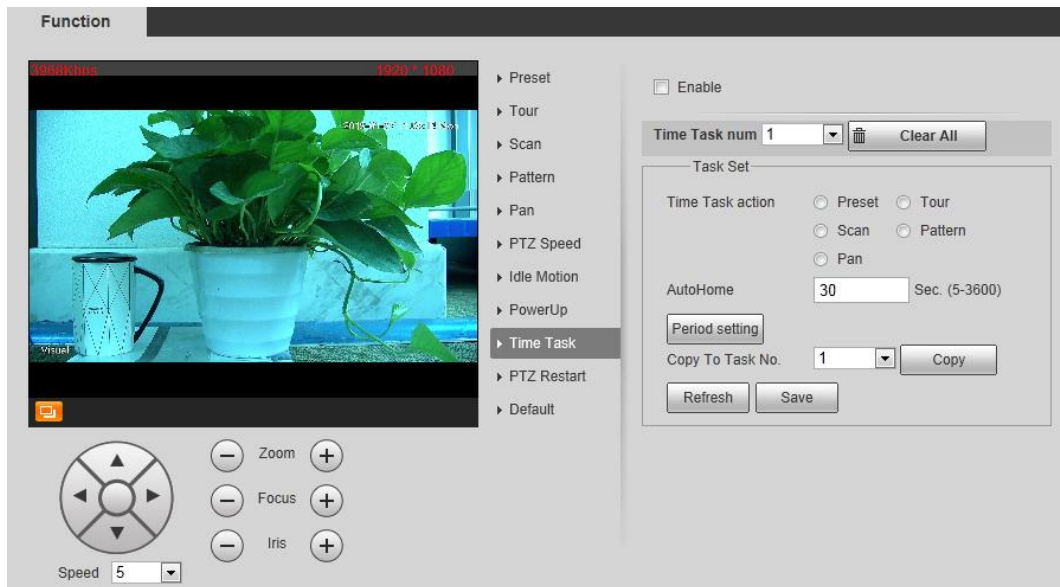 Function
3968Kbps 1920 * 1080
Visual
Preset
Tour
Scan
Pattern
Pan
PTZ Speed
Idle Motion
PowerUp
Time Task
PTZ Restart
Default
Enable
Time Task num 1 Clear All
Task Set
Time Task action Preset Tour
Scan Pattern
Pan
AutoHome 30 Sec. (5-3600)
Period setting
Copy To Task No. 1 Copy
Refresh Save
Zoom
Focus
Iris
Speed 5